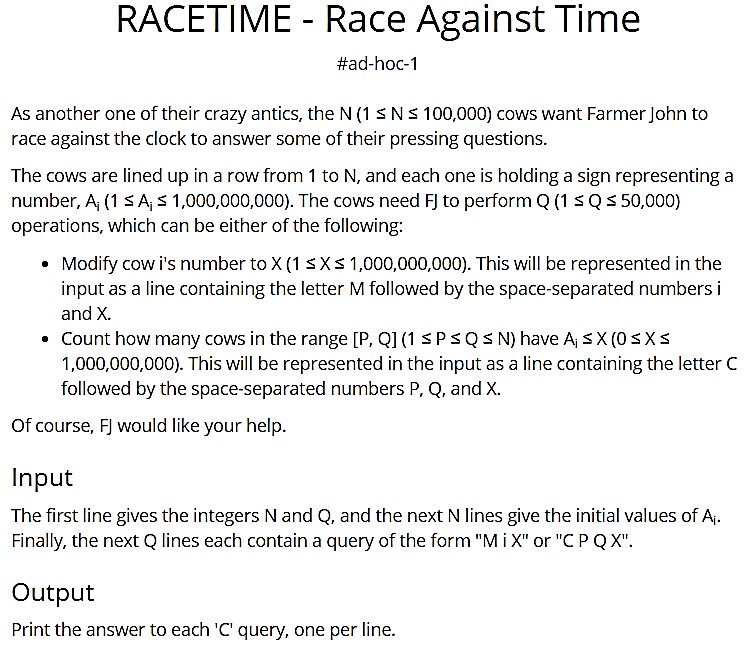 RACETIME - Race Against Time
#ad-hoc-1
As another one of their crazy antics, the N (1 ≤ N ≤ 100,000) cows want Farmer John to
race against the clock to answer some of their pressing questions.
The cows are lined up in a row from 1 to N, and each one is holding a sign representing a
number, Ai (1 ≤ Ai ≤ 1,000,000,000). The cows need FJ to perform Q (1 ≤ Q ≤ 50,000)
operations, which can be either of the following:
• Modify cow i's number to X (1 ≤ X ≤ 1,000,000,000). This will be represented in the
input as a line containing the letter M followed by the space-separated numbers i
and X.
• Count how many cows in the range [P, Q] (1 ≤ P ≤ Q ≤ N) have Ai ≤ X (0 ≤ X ≤
1,000,000,000). This will be represented in the input as a line containing the letter C
followed by the space-separated numbers P, Q, and X.
Of course, FJ would like your help.
Input
The first line gives the integers N and Q, and the next N lines give the initial values of Ai.
Finally, the next Q lines each contain a query of the form "M i X" or "C P Q X".
Output
Print the answer to each 'C' query, one per line.